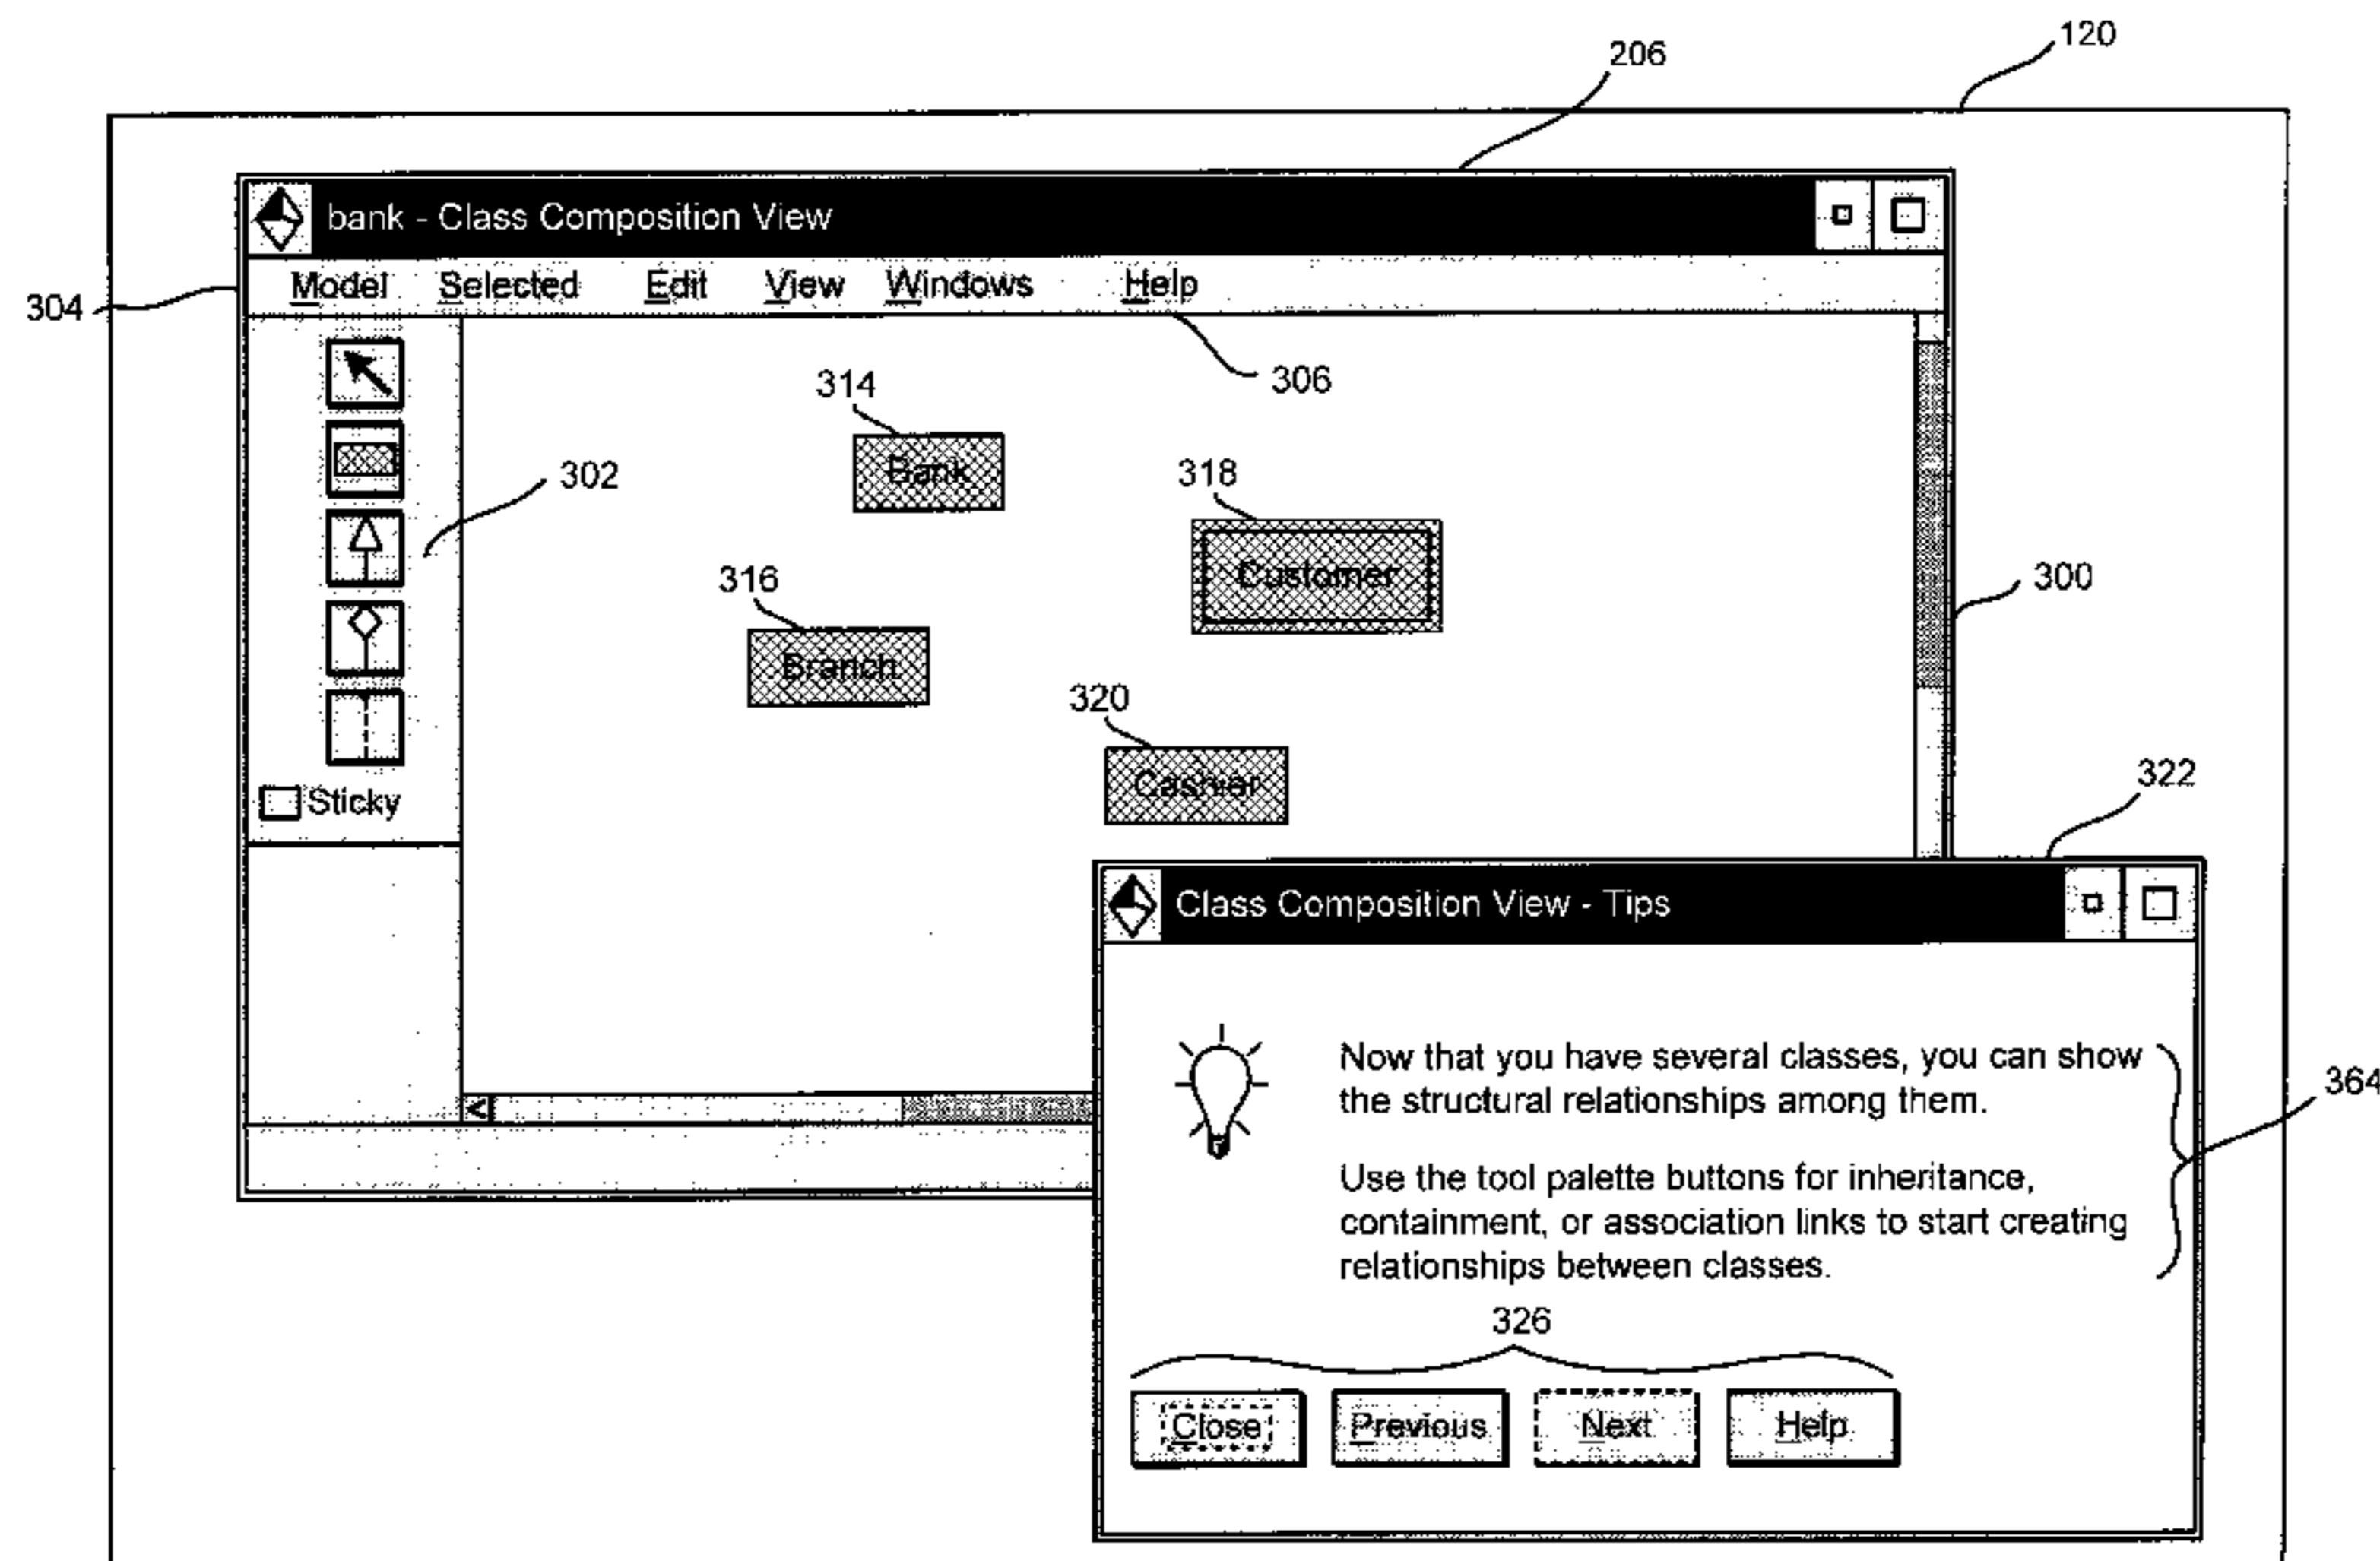 120
206
bank - Class Composition View
Model Selected Edit View Windows Help
304
306
314
Bank
302
318
Customer
316
Branch
300
320
Cashier
Sticky
322
Class Composition View - Tips
Now that you have several classes, you can show
the structural relationships among them.
364
Use the tool palette buttons for inheritance,
containment, or association links to start creating
relationships between classes.
326
Close Previous Next Help